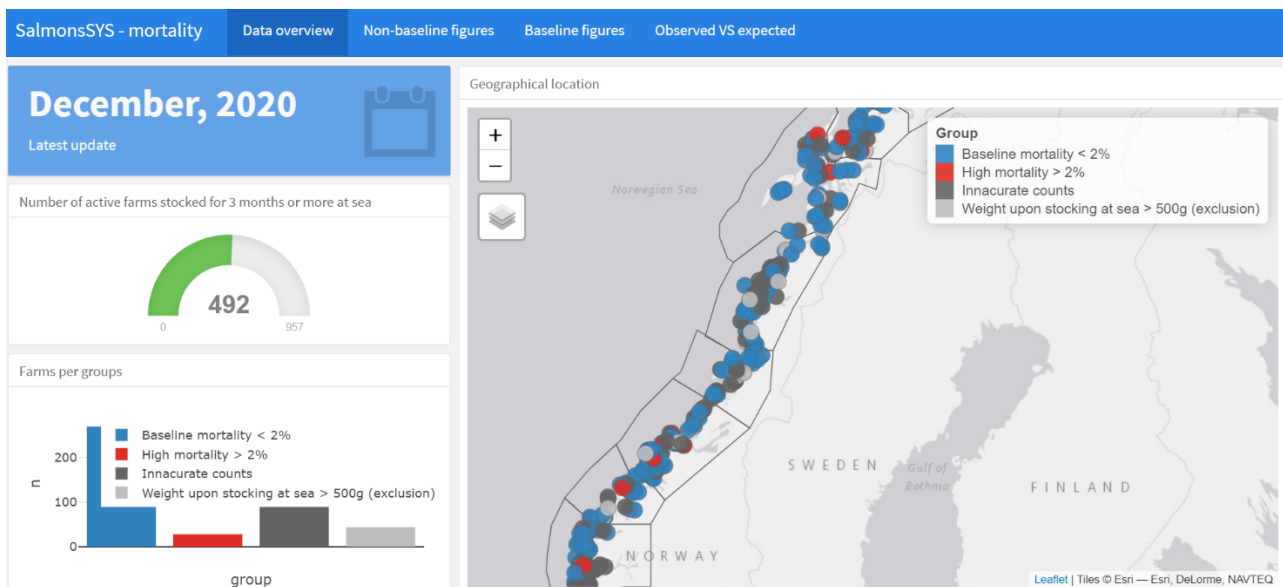 SalmonsSYS - mortality
Data overview
Non-baseline figures
Baseline figures
Observed VS expected
December, 2020
Latest update
Number of active farms stocked for 3 months or more at sea
492
0
957
Farms per groups
Baseline mortality < 2%
High mortality > 2%
Innacurate counts
Weight upon stocking at sea > 500g (exclusion)
200
100
0
n
group
Geographical location
+
−
Norwegian Sea
Group
Baseline mortality < 2%
High mortality > 2%
Innacurate counts
Weight upon stocking at sea > 500g (exclusion)
SWEDEN
Gulf of
Bothnia
FINLAND
NORWAY
Leaflet | Tiles © Esri — Esri, DeLorme, NAVTEQ